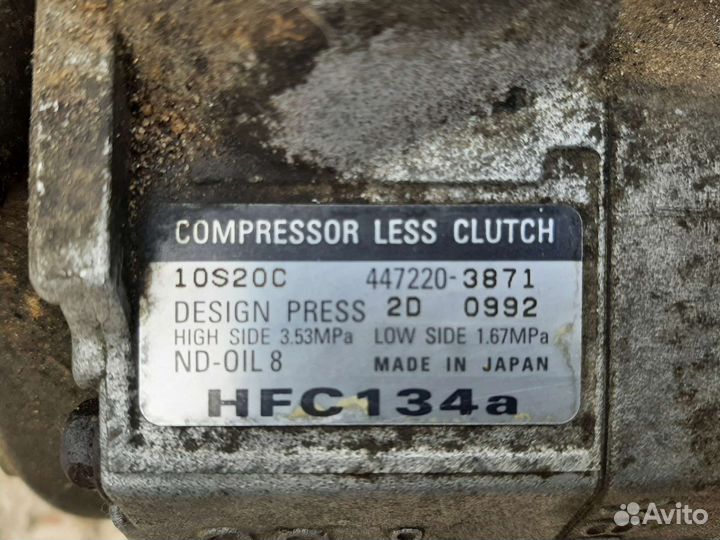 COMPRESSOR LESS CLUTCH
10S20C 447220-3871
DESIGN PRESS 2D 0992
HIGH SIDE 3.53MPa LOW SIDE 1.67MPa
ND-OIL 8 MADE IN JAPAN
HFC134a
Avito